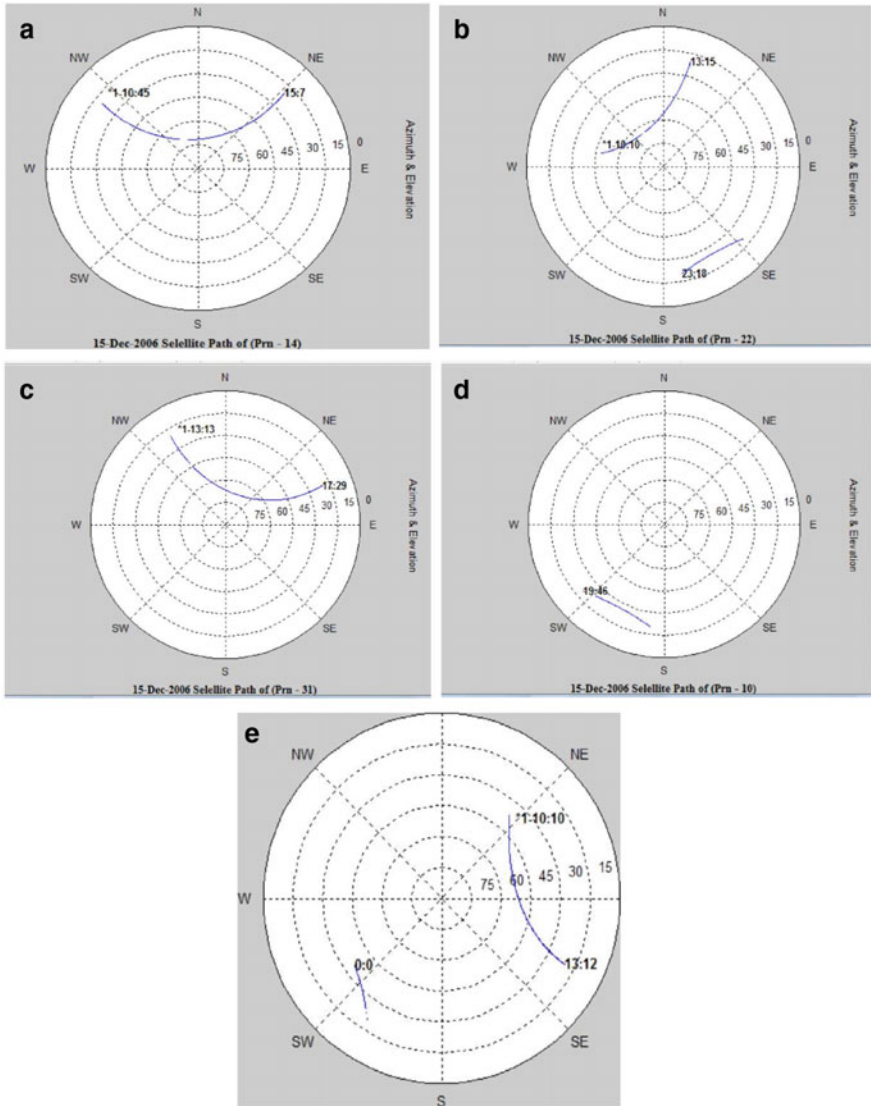 a
N
NW
NE
*1-10:45
15:7
0
15
30
45
60
75
W
E
SW
SE
S
Azimuth & Elevation
15-Dec-2006 Selellite Path of (Prn - 14)
b
N
NW
NE
13:15
*1-10:10
0
15
30
45
60
75
W
E
SW
SE
23:18
S
Azimuth & Elevation
15-Dec-2006 Selellite Path of (Prn - 22)
c
N
NW
NE
*1-13:13
17:29
0
15
30
45
60
75
W
E
SW
SE
S
Azimuth & Elevation
15-Dec-2006 Selellite Path of (Prn - 31)
d
N
NW
NE
0
15
30
45
60
75
W
E
19:46
SW
SE
S
Azimuth & Elevation
15-Dec-2006 Selellite Path of (Prn - 10)
e
NW
NE
*1-10:10
15
30
45
60
75
W
0:0
13:12
SW
SE
S